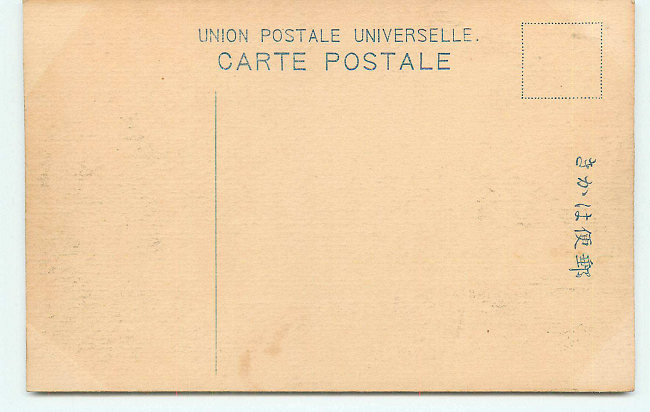 UNION POSTALE UNIVERSELLE.
CARTE POSTALE
郵便はかき